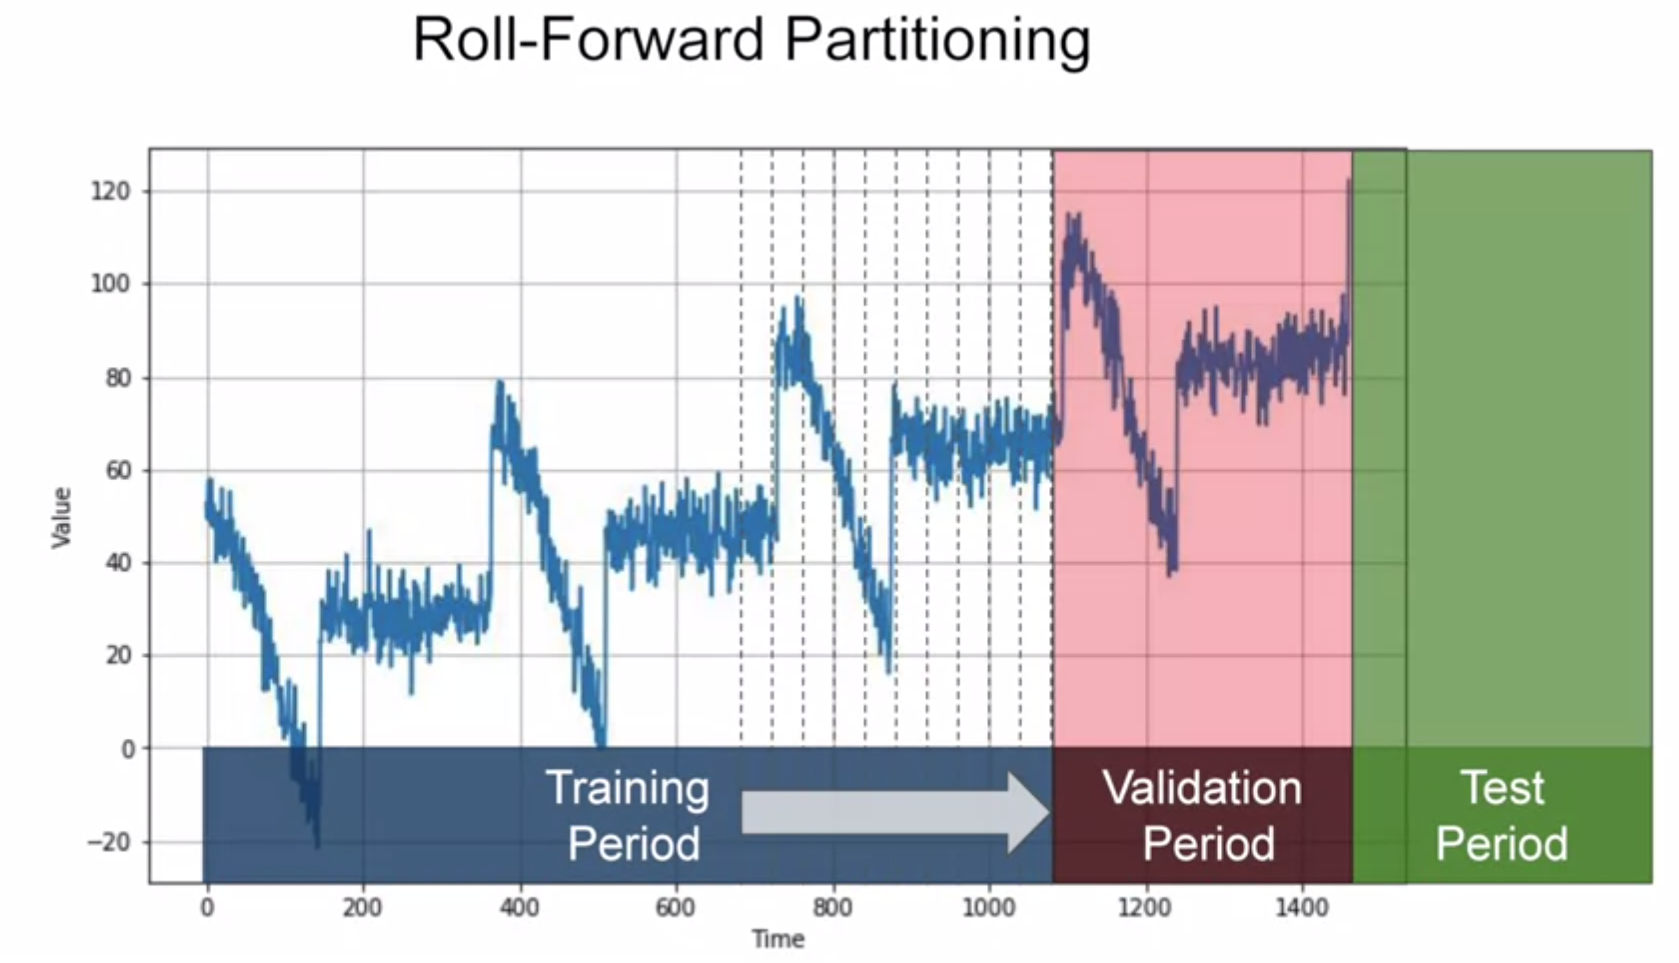 Roll-Forward Partitioning
120
100
80
60
40
20
0
−20
Value
Training
Period
Validation
Period
Test
Period
0 200 400 600 800 1000 1200 1400
Time